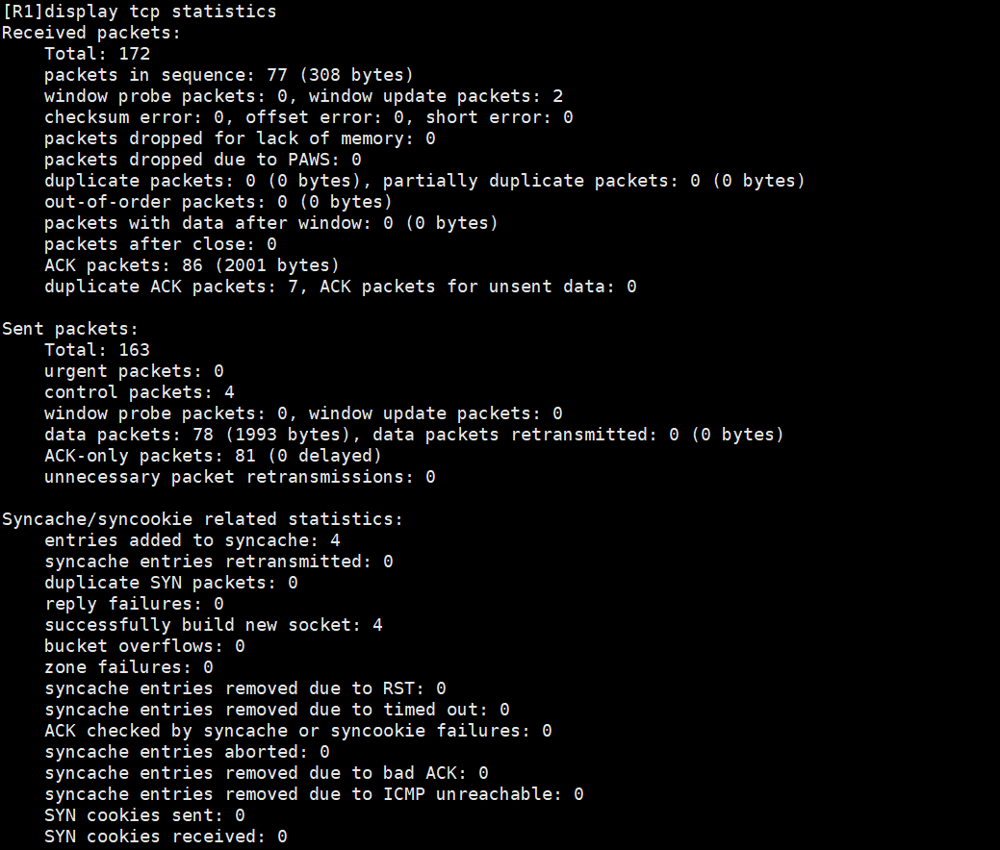 [R1]display tcp statistics
Received packets:
    Total: 172
    packets in sequence: 77 (308 bytes)
    window probe packets: 0, window update packets: 2
    checksum error: 0, offset error: 0, short error: 0
    packets dropped for lack of memory: 0
    packets dropped due to PAWS: 0
    duplicate packets: 0 (0 bytes), partially duplicate packets: 0 (0 bytes)
    out-of-order packets: 0 (0 bytes)
    packets with data after window: 0 (0 bytes)
    packets after close: 0
    ACK packets: 86 (2001 bytes)
    duplicate ACK packets: 7, ACK packets for unsent data: 0

Sent packets:
    Total: 163
    urgent packets: 0
    control packets: 4
    window probe packets: 0, window update packets: 0
    data packets: 78 (1993 bytes), data packets retransmitted: 0 (0 bytes)
    ACK-only packets: 81 (0 delayed)
    unnecessary packet retransmissions: 0

Syncache/syncookie related statistics:
    entries added to syncache: 4
    syncache entries retransmitted: 0
    duplicate SYN packets: 0
    reply failures: 0
    successfully build new socket: 4
    bucket overflows: 0
    zone failures: 0
    syncache entries removed due to RST: 0
    syncache entries removed due to timed out: 0
    ACK checked by syncache or syncookie failures: 0
    syncache entries aborted: 0
    syncache entries removed due to bad ACK: 0
    syncache entries removed due to ICMP unreachable: 0
    SYN cookies sent: 0
    SYN cookies received: 0